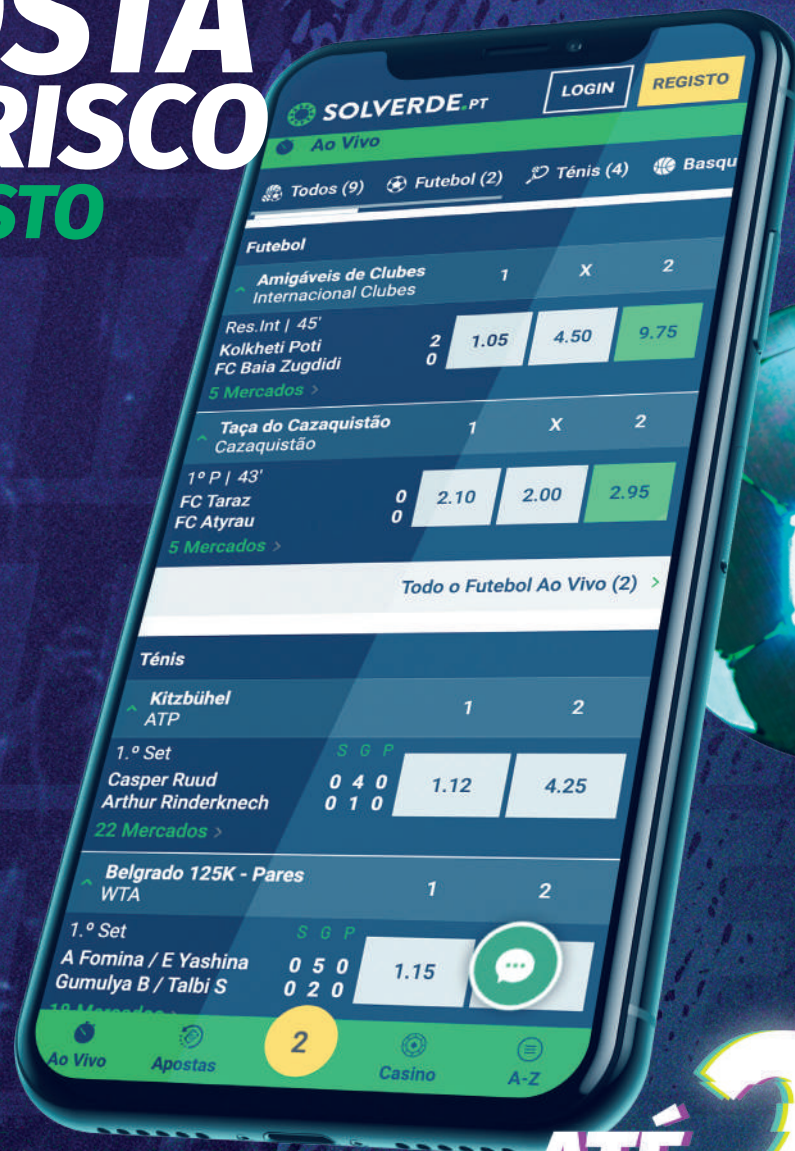 OSTA
RISCO
STO
SOLVERDE.PT
LOGIN
REGISTO
Ao Vivo
Todos (9)
Futebol (2)
Ténis (4)
Basqu
Futebol
Amigáveis de Clubes
Internacional Clubes
1 X 2
Res.Int | 45'
Kolkheti Poti 2
FC Baia Zugdidi 0
1.05 4.50 9.75
5 Mercados >
Taça do Cazaquistão
Cazaquistão
1 X 2
1º P | 43'
FC Taraz 0
FC Atyrau 0
2.10 2.00 2.95
5 Mercados >
Todo o Futebol Ao Vivo (2) >
Ténis
Kitzbühel
ATP
1 2
1.º Set S G P
Casper Ruud 0 4 0
Arthur Rinderknech 0 1 0
1.12 4.25
22 Mercados >
Belgrado 125K - Pares
WTA
1 2
1.º Set S G P
A Fomina / E Yashina 0 5 0
Gumulya B / Talbi S 0 2 0
1.15
Ao Vivo
Apostas
2
Casino
A-Z
ATÉ